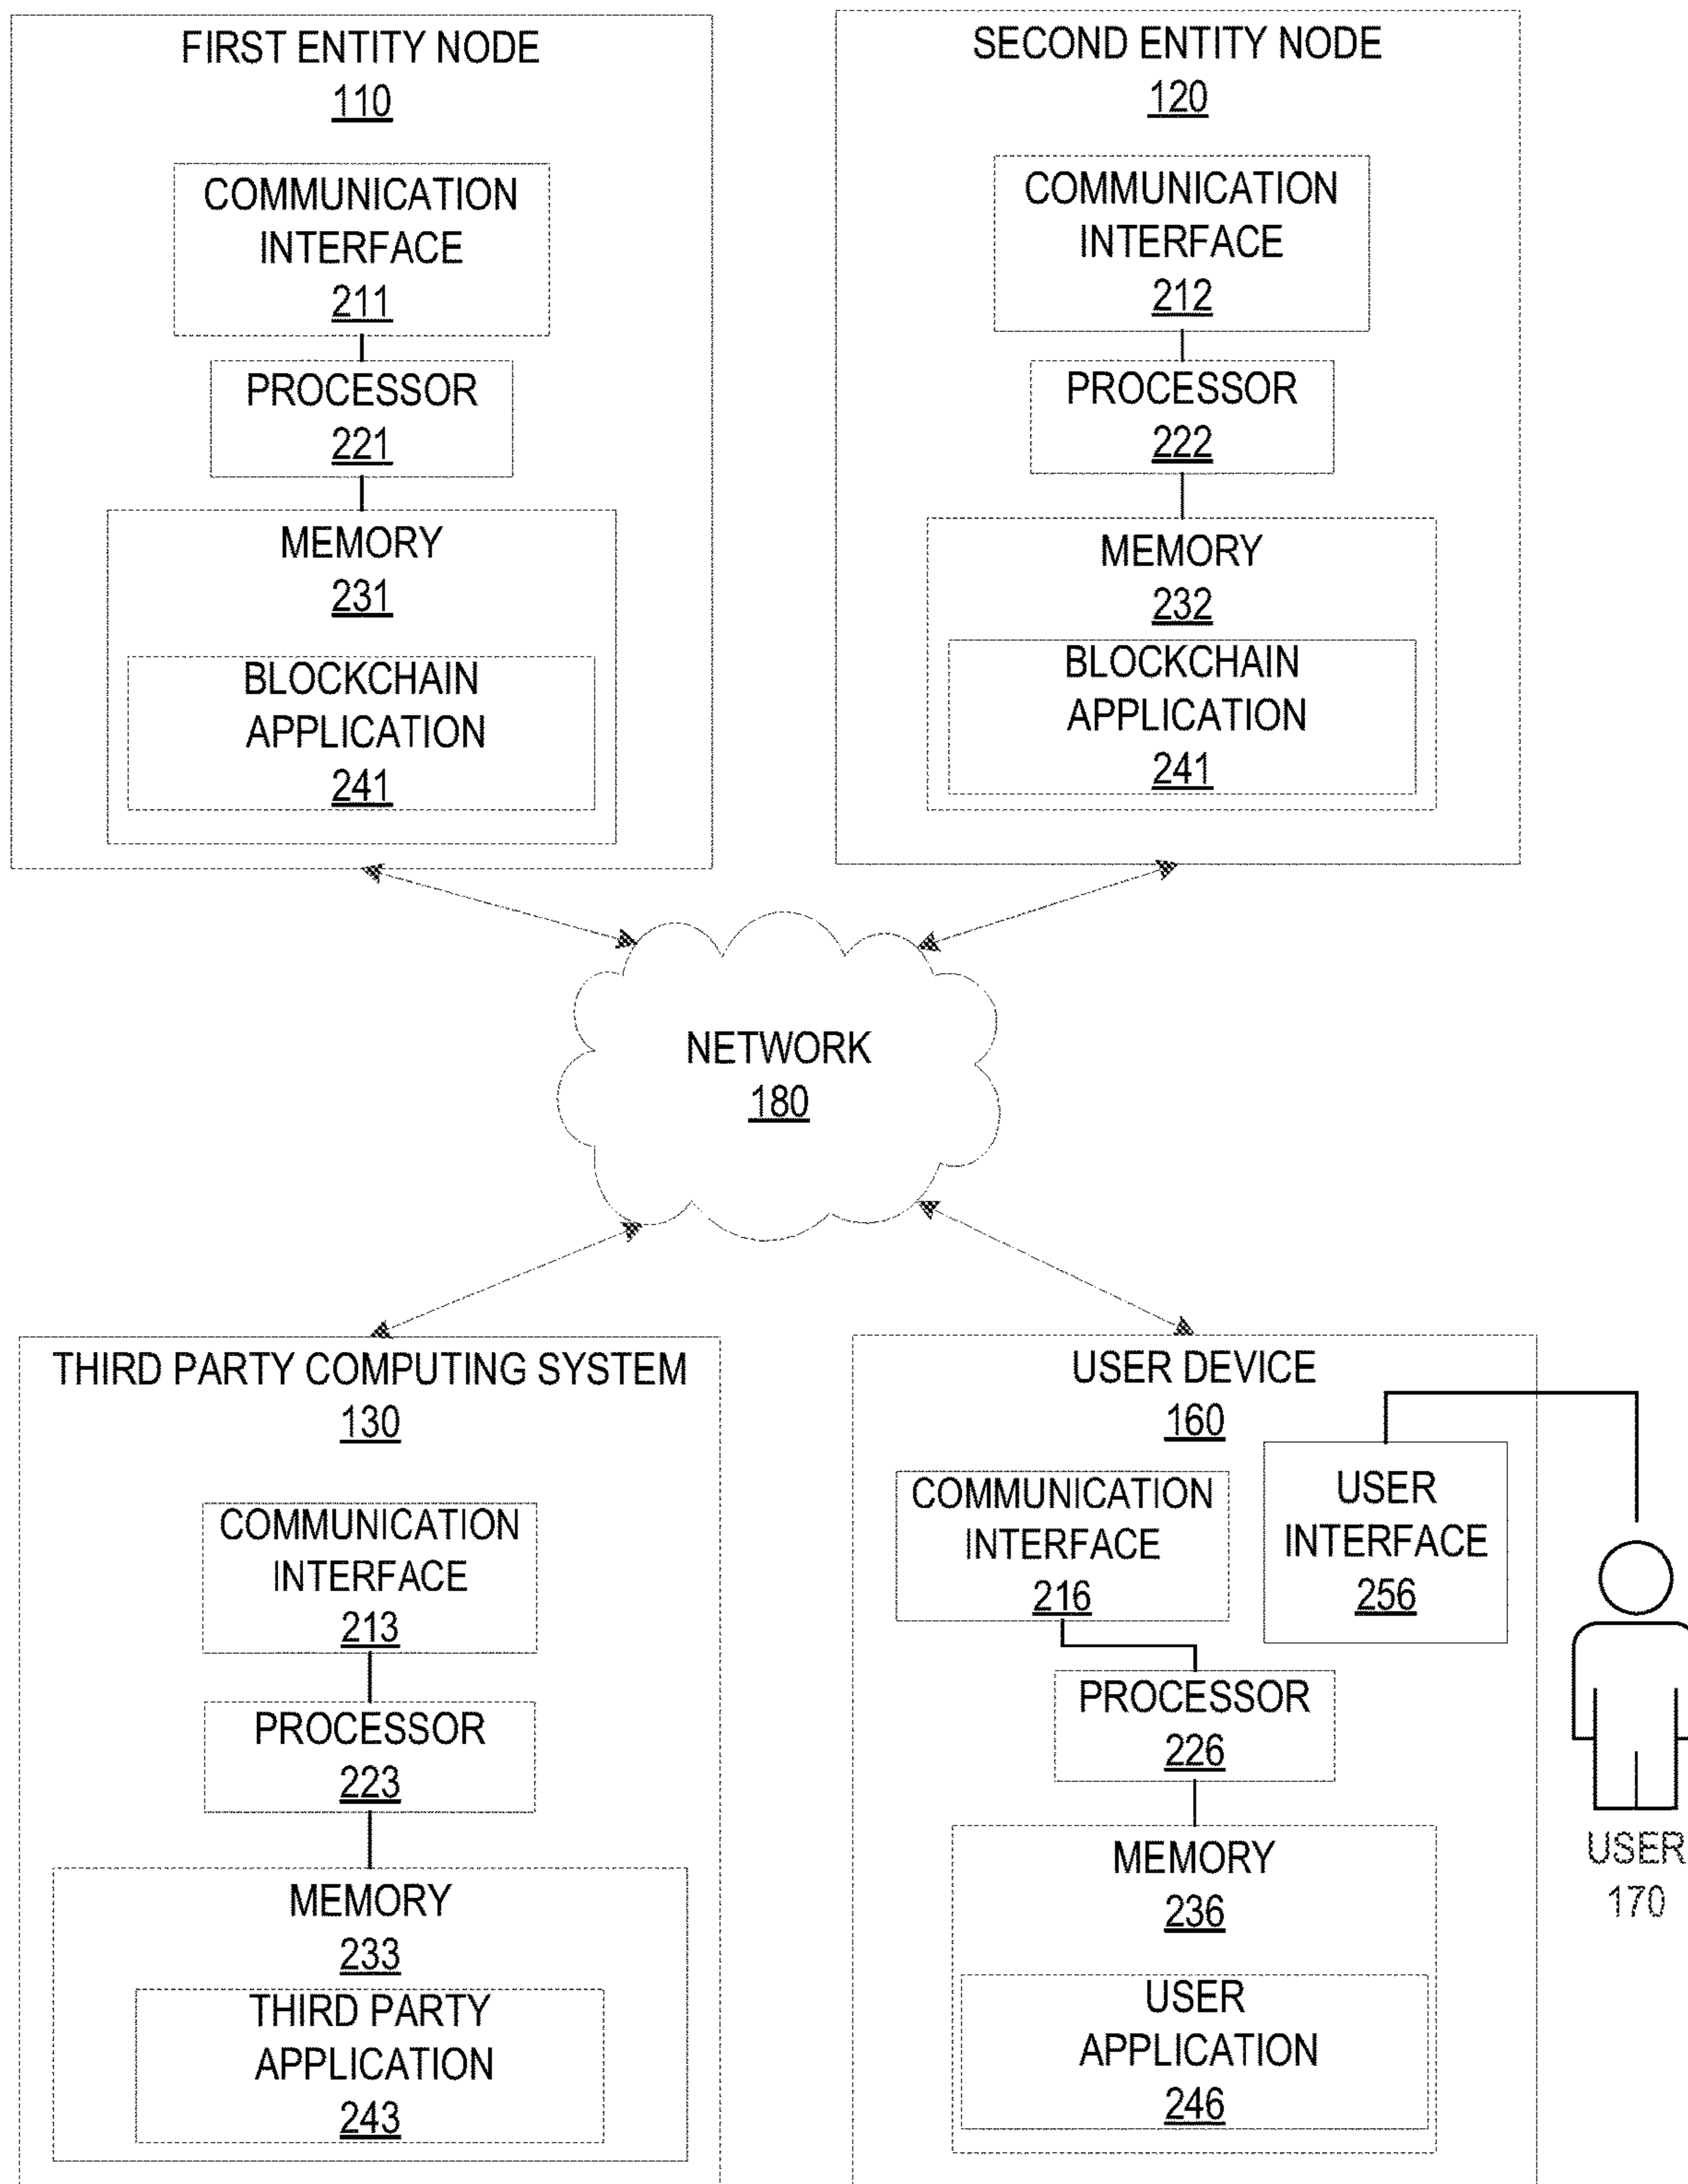 FIRST ENTITY NODE
110
COMMUNICATION
INTERFACE
211
PROCESSOR
221
MEMORY
231
BLOCKCHAIN
APPLICATION
241
SECOND ENTITY NODE
120
COMMUNICATION
INTERFACE
212
PROCESSOR
222
MEMORY
232
BLOCKCHAIN
APPLICATION
241
NETWORK
180
THIRD PARTY COMPUTING SYSTEM
130
COMMUNICATION
INTERFACE
213
PROCESSOR
223
MEMORY
233
THIRD PARTY
APPLICATION
243
USER DEVICE
160
COMMUNICATION
INTERFACE
216
USER
INTERFACE
256
PROCESSOR
226
MEMORY
236
USER
APPLICATION
246
USER
170